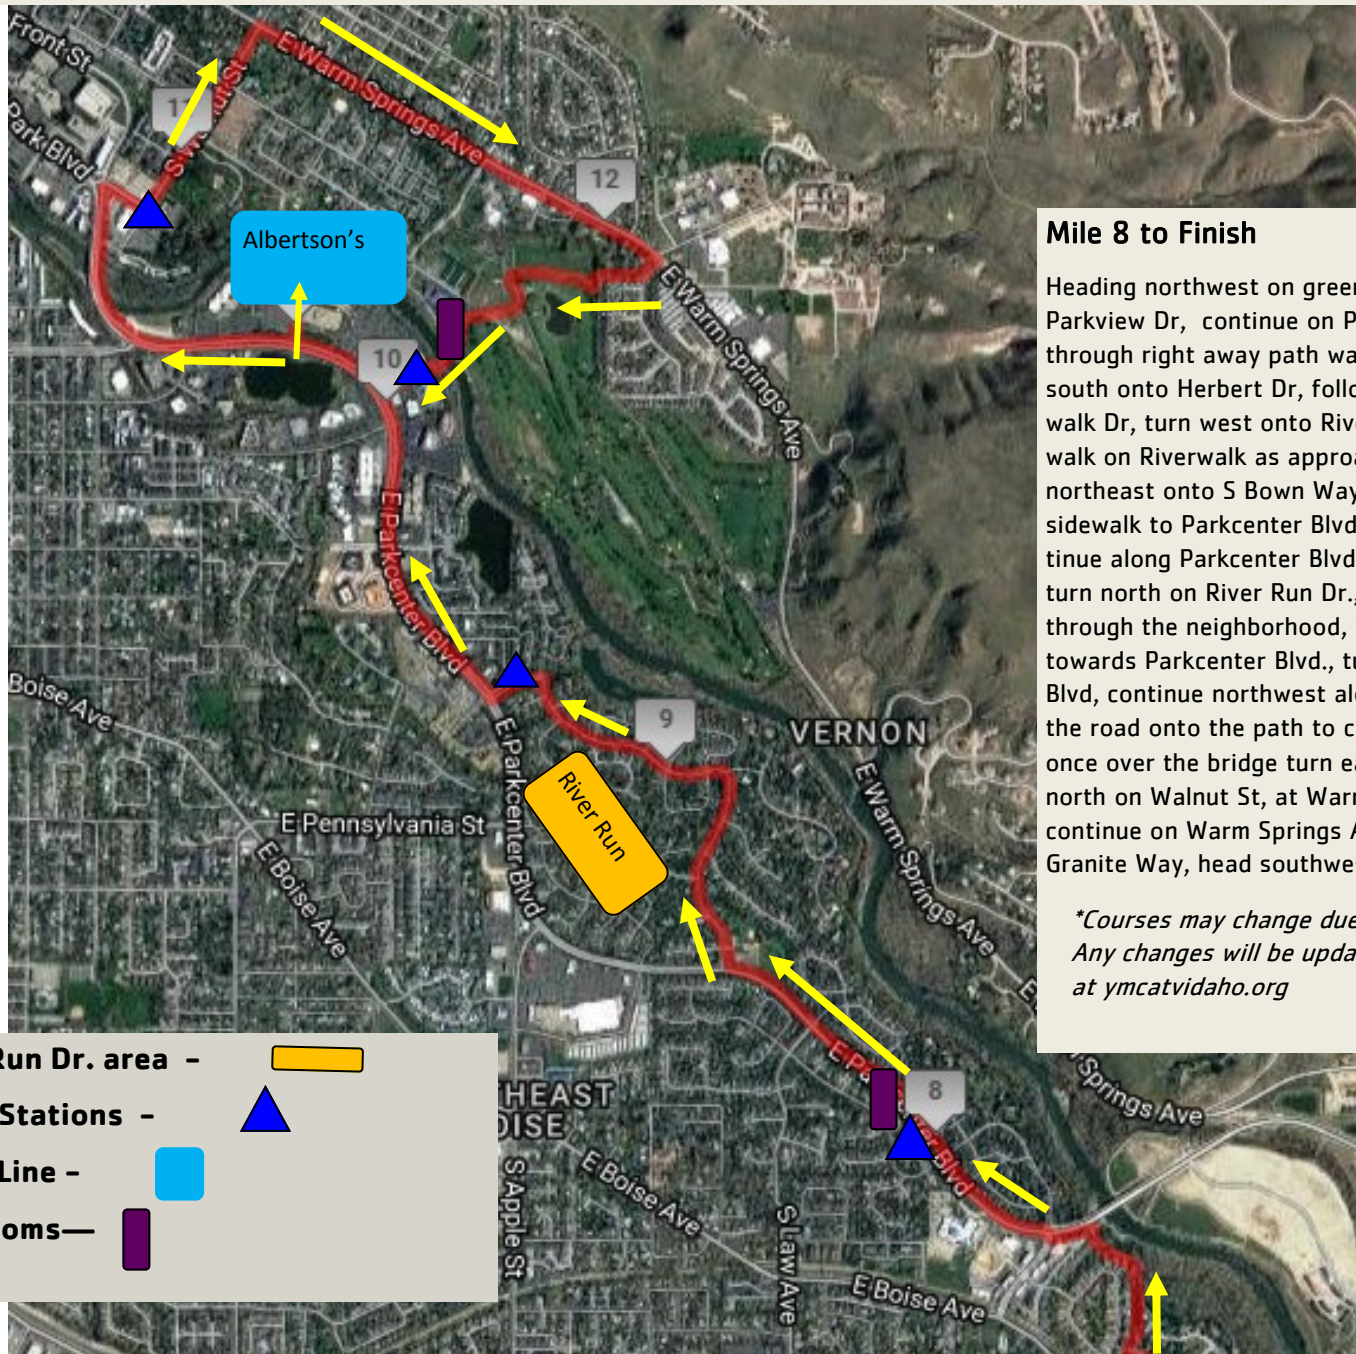 Front St
Park Blvd
11
E Warm Springs Ave
12
Albertson's
10
E Warm Springs Ave
E Parkcenter Blvd
Boise Ave
9
VERNON
River Run
E Parkcenter Blvd
E Pennsylvania St
E Boise Ave
E Warm Springs Ave
8
Springs Ave
HEAST
OISE
E Boise Ave
S Apple St
S Law Ave
E Boise Ave
Mile 8 to Finish
Heading northwest on green
Parkview Dr, continue on P
through right away path wa
south onto Herbert Dr, follo
walk Dr, turn west onto Riv
walk on Riverwalk as approa
northeast onto S Bown Way
sidewalk to Parkcenter Blvd
tinue along Parkcenter Blvd
turn north on River Run Dr.,
through the neighborhood,
towards Parkcenter Blvd., tu
Blvd, continue northwest alo
the road onto the path to c
once over the bridge turn ea
north on Walnut St, at Warm
continue on Warm Springs A
Granite Way, head southwe
*Courses may change due
Any changes will be upda
at ymcatvidaho.org
Run Dr. area –
Stations –
Line –
oms—